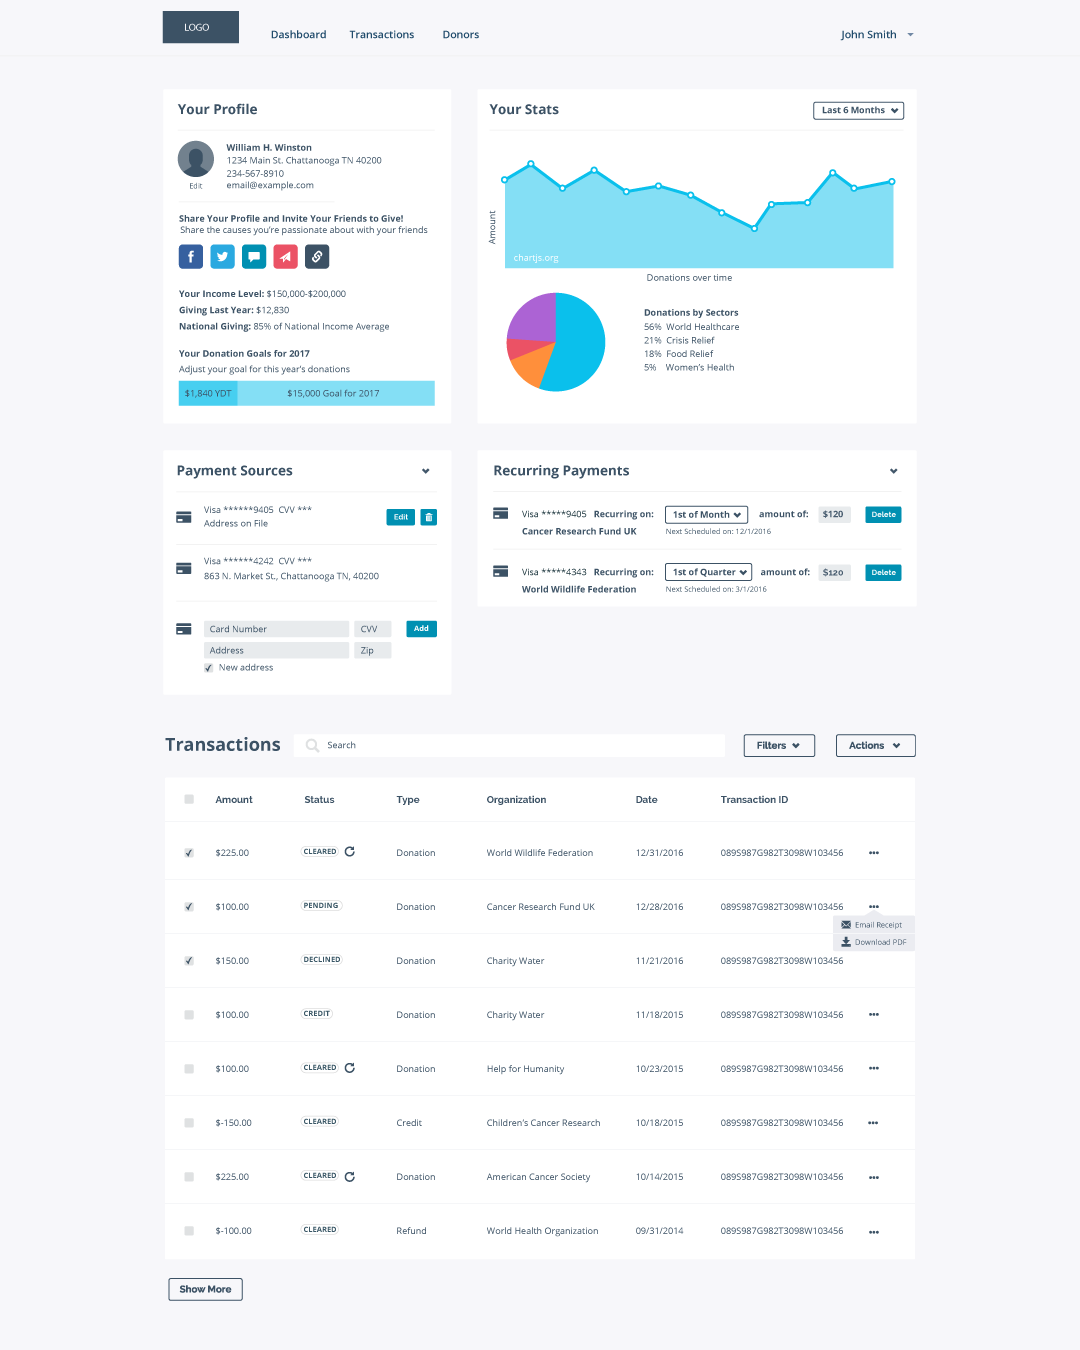 LOGO
Dashboard Transactions Donors John Smith
Your Profile
William H. Winston
1234 Main St. Chattanooga TN 40200
234-567-8910
email@example.com
Edit
Share Your Profile and Invite Your Friends to Give!
Share the causes you're passionate about with your friends
Your Income Level: $150,000-$200,000
Giving Last Year: $12,830
National Giving: 85% of National Income Average
Your Donation Goals for 2017
Adjust your goal for this year's donations
$1,840 YDT $15,000 Goal for 2017
Your Stats Last 6 Months
Amount
chartjs.org
Donations over time
Donations by Sectors
56% World Healthcare
21% Crisis Relief
18% Food Relief
5% Women's Health
Payment Sources
Visa ******9405 CVV ***
Address on File
Edit
Visa ******4242 CVV ***
863 N. Market St., Chattanooga TN, 40200
Card Number CVV Add
Address Zip
New address
Recurring Payments
Visa *****9405 Recurring on: 1st of Month amount of: $120 Delete
Cancer Research Fund UK Next Scheduled on: 12/1/2016
Visa *****4343 Recurring on: 1st of Quarter amount of: $120 Delete
World Wildlife Federation Next Scheduled on: 3/1/2016
Transactions Search Filters Actions
Amount Status Type Organization Date Transaction ID
$225.00 CLEARED Donation World Wildlife Federation 12/31/2016 089S987G982T3098W103456
$100.00 PENDING Donation Cancer Research Fund UK 12/28/2016 089S987G982T3098W103456
Email Receipt
Download PDF
$150.00 DECLINED Donation Charity Water 11/21/2016 089S987G982T3098W103456
$100.00 CREDIT Donation Charity Water 11/18/2015 089S987G982T3098W103456
$100.00 CLEARED Donation Help for Humanity 10/23/2015 089S987G982T3098W103456
$-150.00 CLEARED Credit Children's Cancer Research 10/18/2015 089S987G982T3098W103456
$225.00 CLEARED Donation American Cancer Society 10/14/2015 089S987G982T3098W103456
$-100.00 CLEARED Refund World Health Organization 09/31/2014 089S987G982T3098W103456
Show More